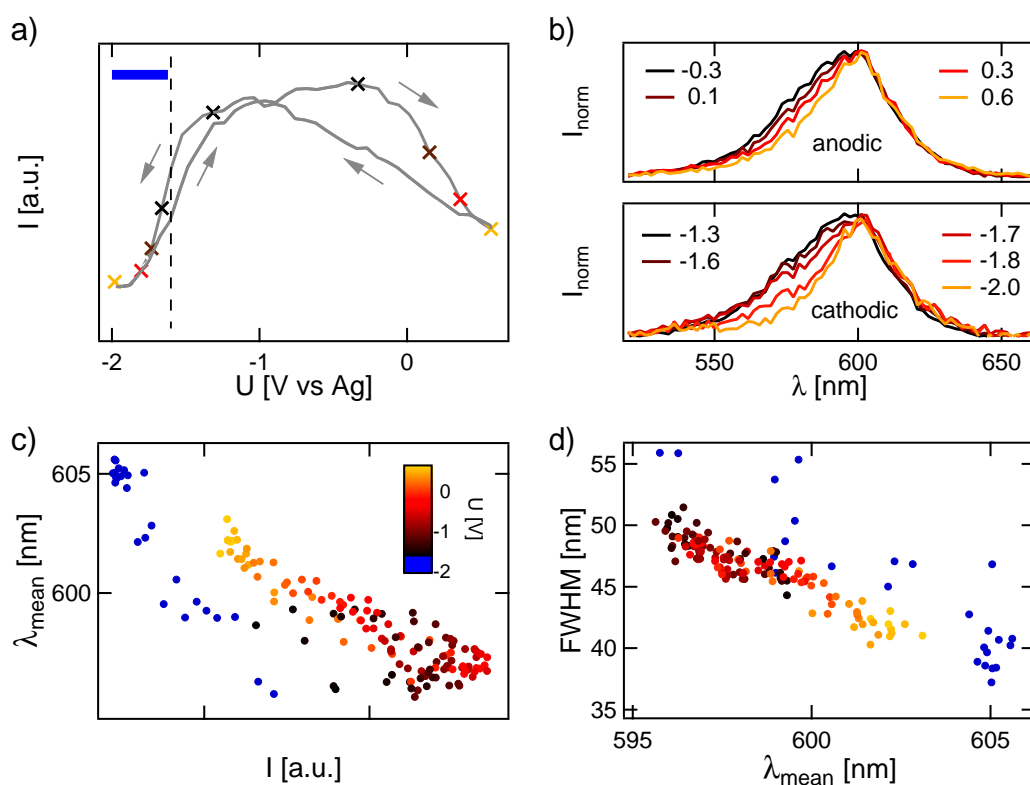 a)
I [a.u.]
-2
-1
0
U [V vs Ag]
b)
I_norm
-0.3
0.1
0.3
0.6
anodic
I_norm
-1.3
-1.6
-1.7
-1.8
-2.0
cathodic
550
600
650
λ [nm]
c)
λ_mean [nm]
605
600
0
-1
-2
U [V]
I [a.u.]
d)
FWHM [nm]
55
50
45
40
35
595
600
605
λ_mean [nm]